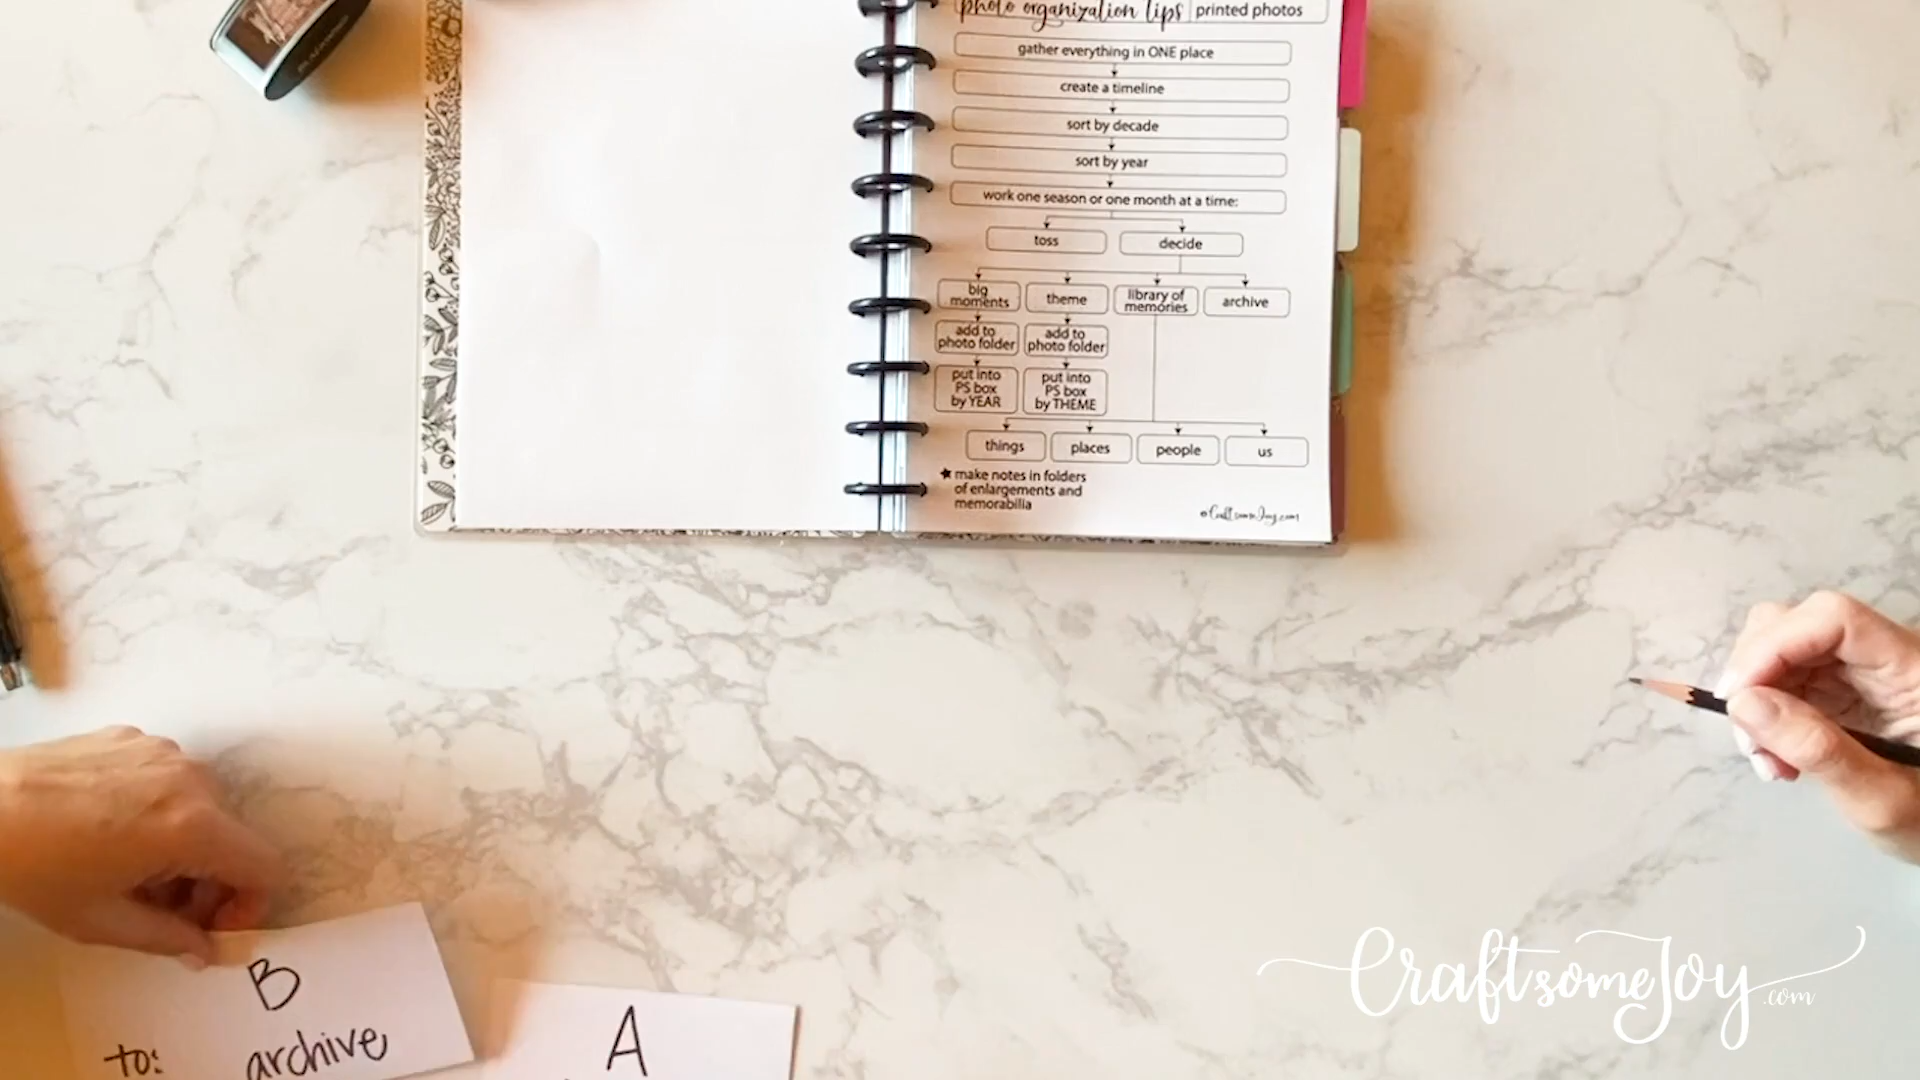 photo organization tips printed photos
gather everything in ONE place
create a timeline
sort by decade
sort by year
work one season or one month at a time:
toss
decide
big
moments
theme
library of
memories
archive
add to
photo folder
add to
photo folder
put into
PS box
by YEAR
put into
PS box
by THEME
things
places
people
us
★ make notes in folders
of enlargements and
memorabilia
©CraftsomeJoy.com
B
to: archive
A
CraftsomeJoy.com